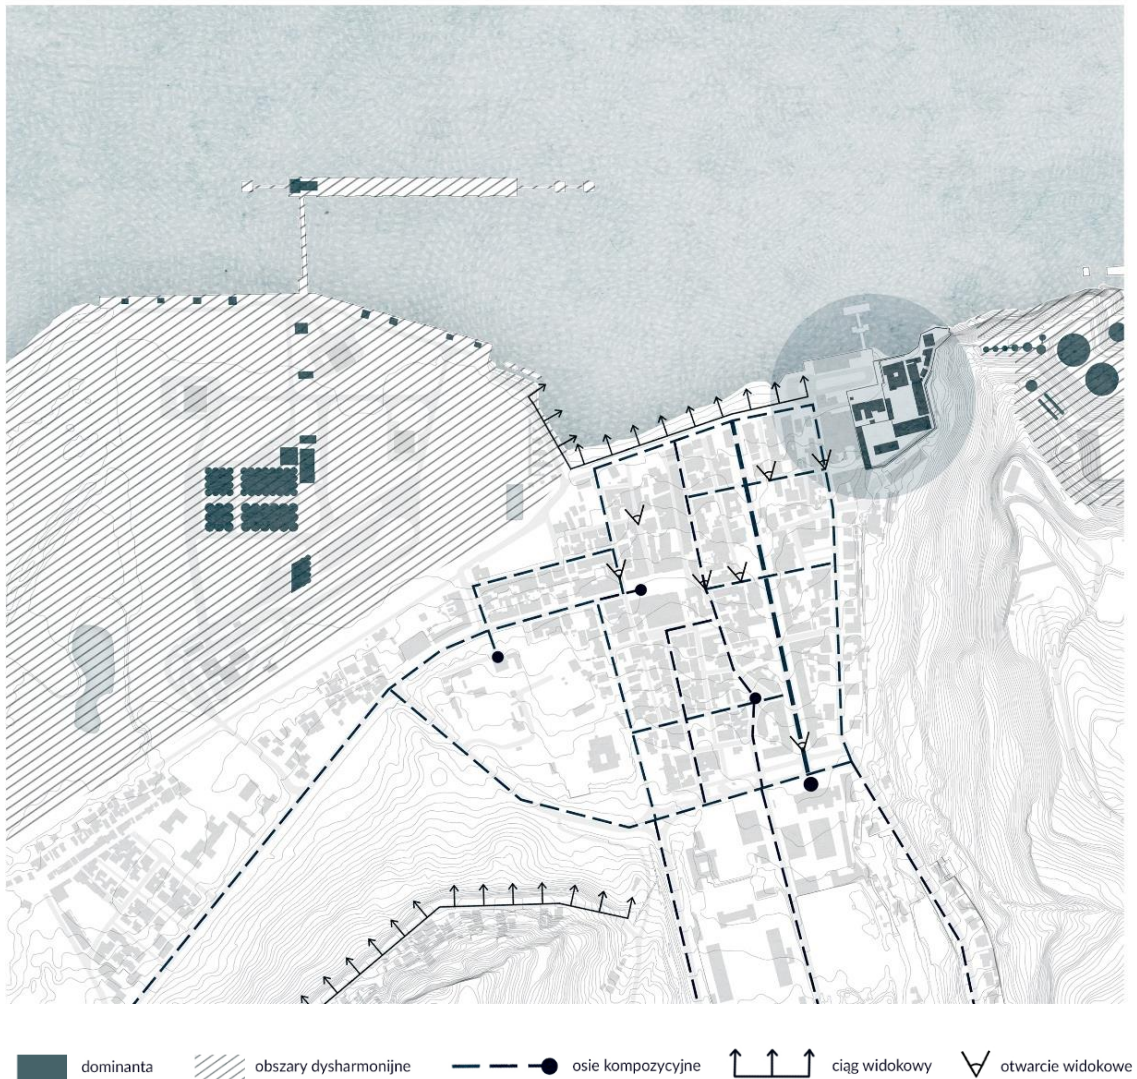 dominanta
obszary dysharmonijne
osie kompozycyjne
ciąg widokowy
otwarcie widokowe